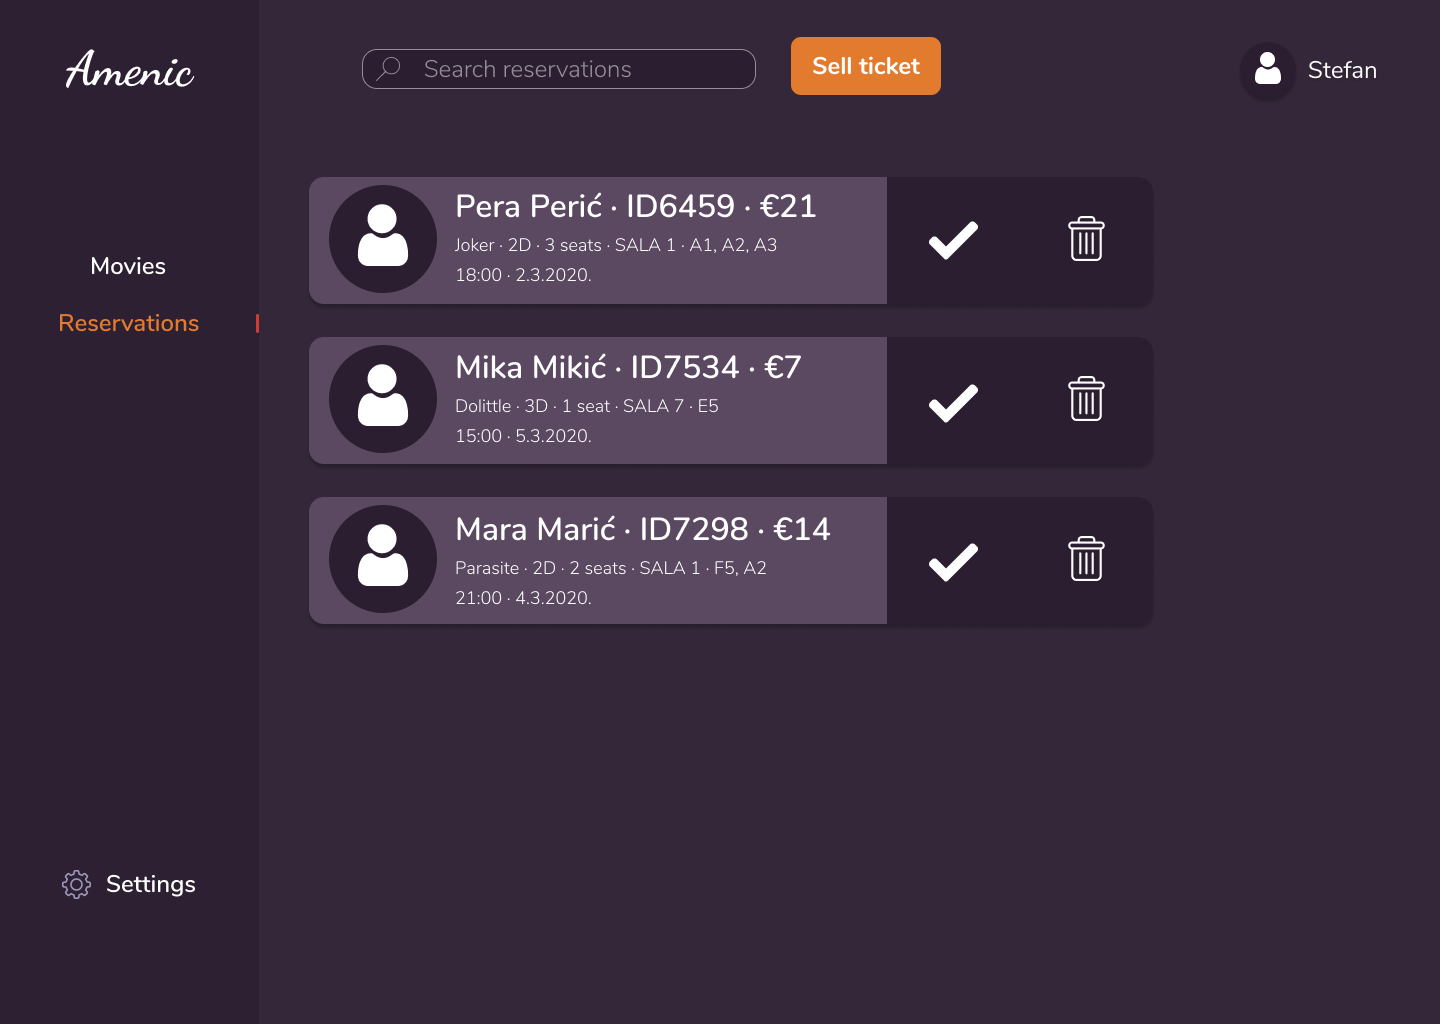 Amenic
Search reservations
Sell ticket
Stefan
Movies
Reservations
Pera Perić · ID6459 · €21
Joker · 2D · 3 seats · SALA 1 · A1, A2, A3
18:00 · 2.3.2020.
Mika Mikić · ID7534 · €7
Dolittle · 3D · 1 seat · SALA 7 · E5
15:00 · 5.3.2020.
Mara Marić · ID7298 · €14
Parasite · 2D · 2 seats · SALA 1 · F5, A2
21:00 · 4.3.2020.
Settings